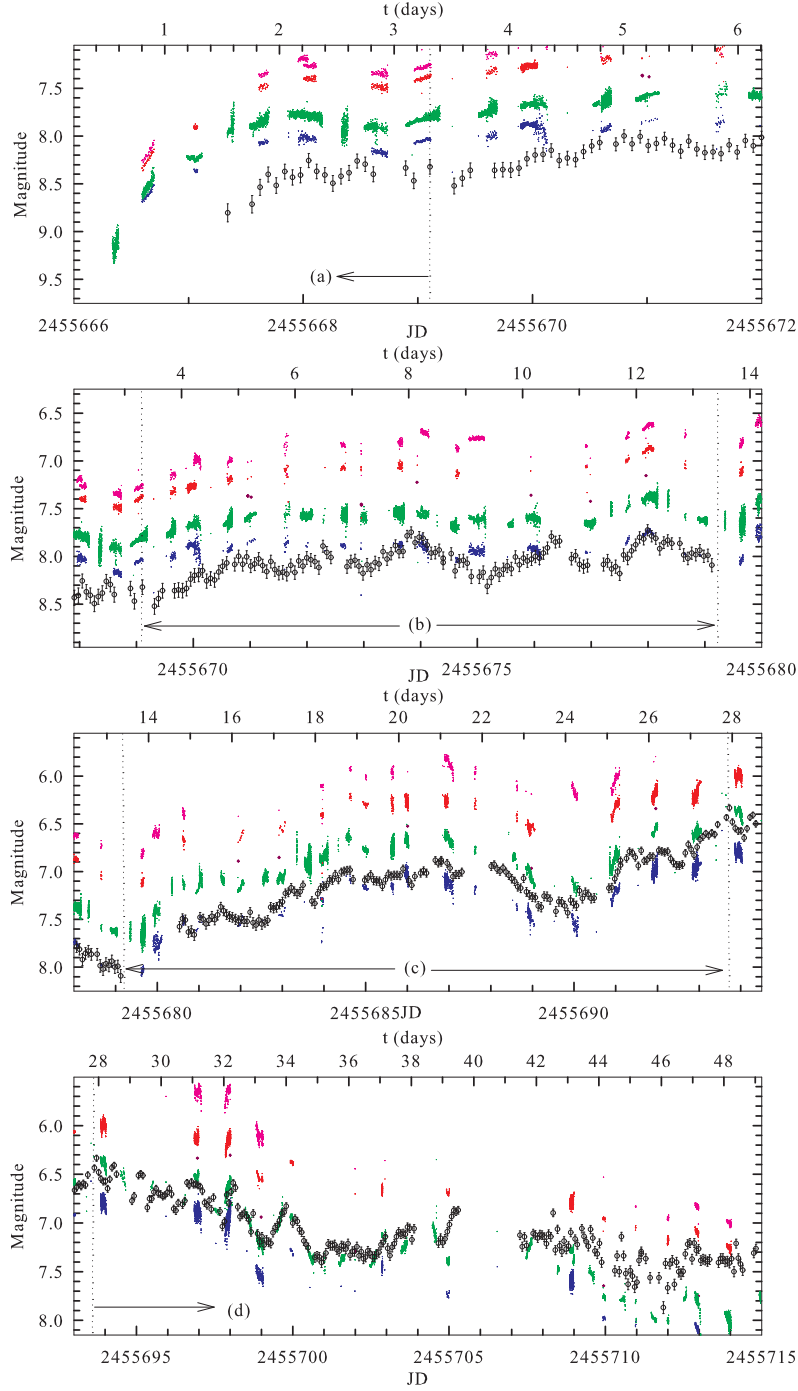 t (days)
1 2 3 4 5 6
Magnitude
7.5
8.0
8.5
9.0
9.5
(a)
2455666 2455668 2455670 2455672
JD
t (days)
4 6 8 10 12 14
Magnitude
6.5
7.0
7.5
8.0
8.5
(b)
2455670 2455675 2455680
JD
t (days)
14 16 18 20 22 24 26 28
Magnitude
6.0
6.5
7.0
7.5
8.0
(c)
2455680 2455685 JD 2455690
t (days)
28 30 32 34 36 38 40 42 44 46 48
Magnitude
6.0
6.5
7.0
7.5
8.0
(d)
2455695 2455700 2455705 2455710 2455715
JD